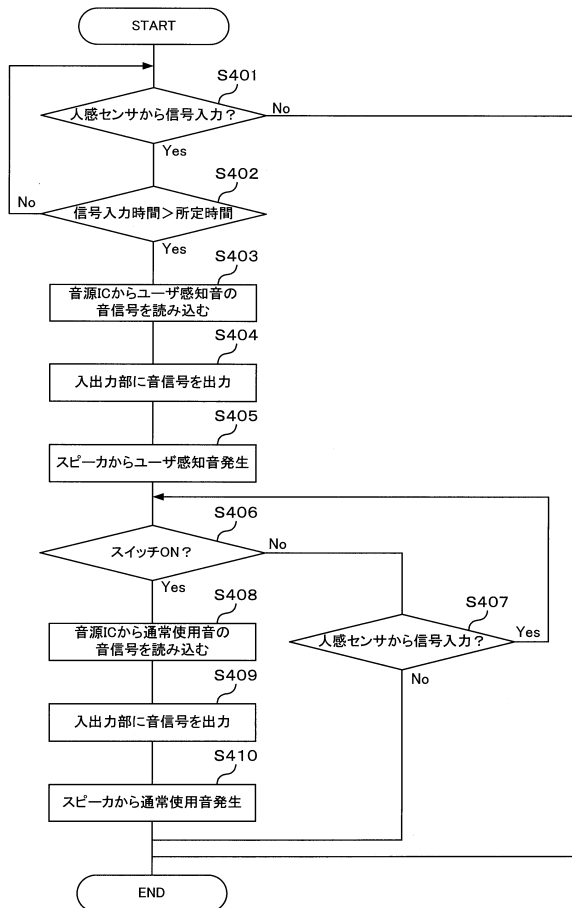 START
S401
人感センサから信号入力？
No
Yes
S402
信号入力時間＞所定時間
No
Yes
S403
音源ICからユーザ感知音の
音信号を読み込む
S404
入出力部に音信号を出力
S405
スピーカからユーザ感知音発生
S406
スイッチON？
No
Yes
S407
人感センサから信号入力？
Yes
No
S408
音源ICから通常使用音の
音信号を読み込む
S409
入出力部に音信号を出力
S410
スピーカから通常使用音発生
END